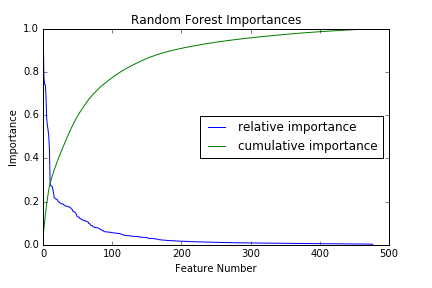 Random Forest Importances
1.0
0.8
0.6
0.4
0.2
0.0
Importance
relative importance
cumulative importance
0 100 200 300 400 500
Feature Number